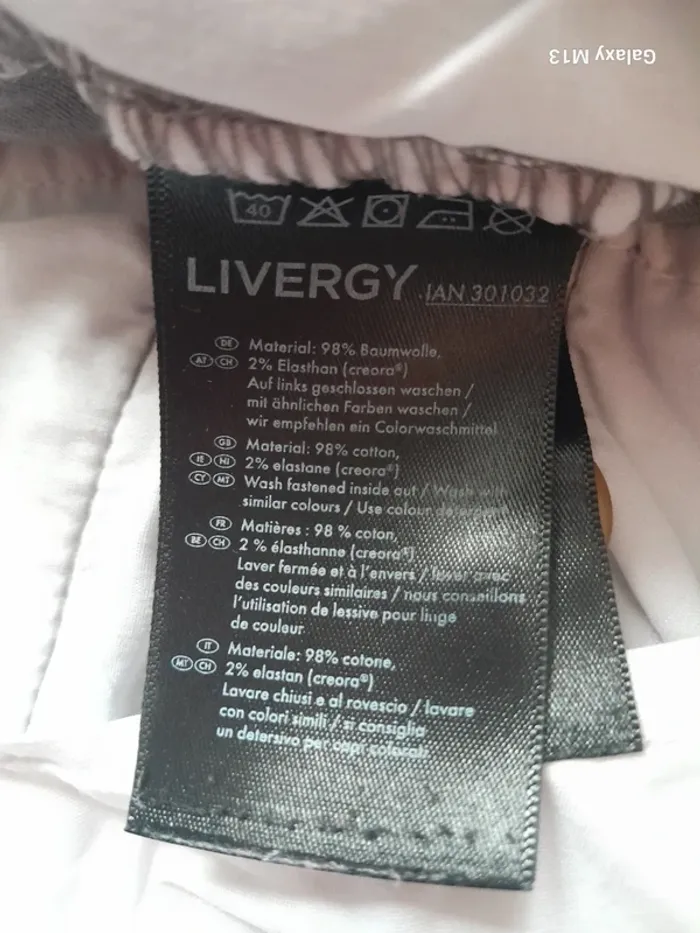 Galaxy M13
40
LIVERGY IAN 301032
DE Material: 98% Baumwolle,
AT CH 2% Elasthan (creora®)
Auf links geschlossen waschen /
mit ähnlichen Farben waschen /
wir empfehlen ein Colorwaschmittel
GB Material: 98% cotton,
IE NI 2% elastane (creora®)
CY MT Wash fastened inside out / Wash with
similar colours / Use colour detergent
FR Matières : 98 % coton,
BE CH 2 % élasthanne (creora®)
Laver fermée et à l'envers / laver avec
des couleurs similaires / nous conseillons
l'utilisation de lessive pour linge
de couleur
IT Materiale: 98% cotone,
MT CH 2% elastan (creora®)
Lavare chiusi e al rovescio / lavare
con colori simili / si consiglia
un detersivo per capi colorati